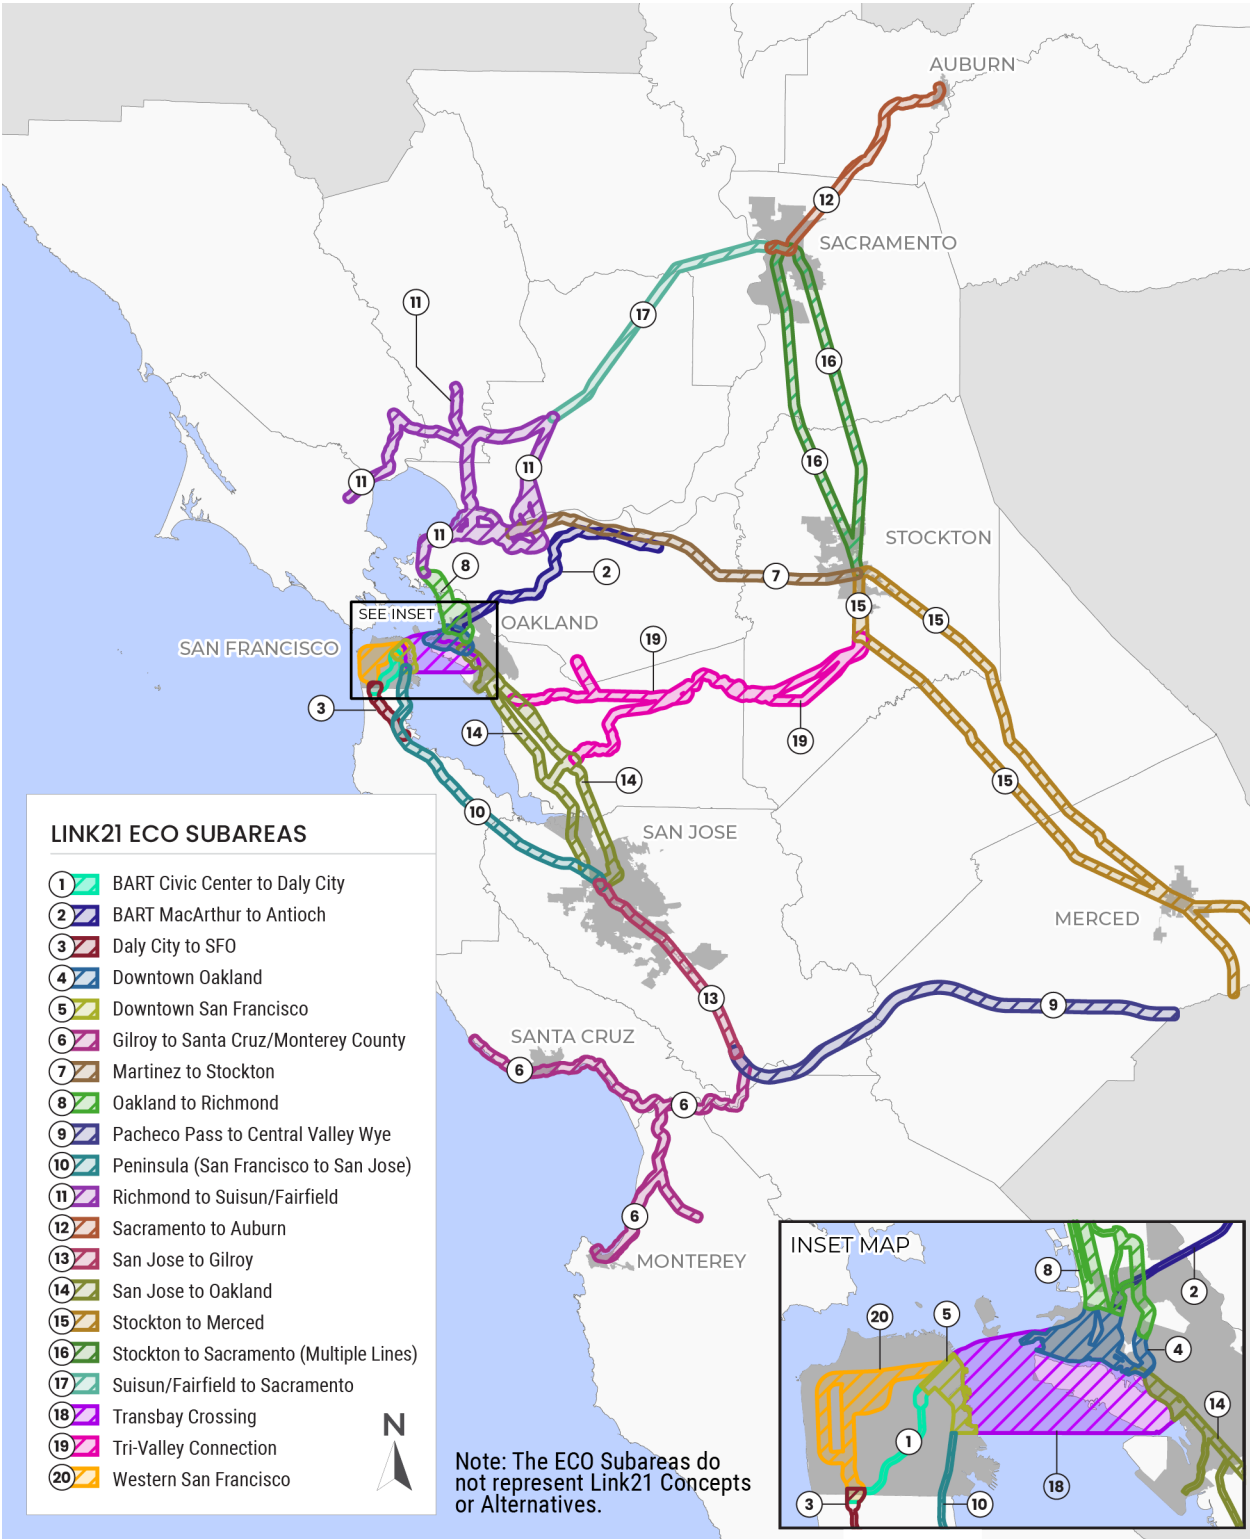 AUBURN
12
SACRAMENTO
11
17
16
16
11
11
11
STOCKTON
8
2
7
15
15
SEE INSET
OAKLAND
SAN FRANCISCO
19
3
14
19
14
15
10
SAN JOSE
MERCED
13
9
SANTA CRUZ
6
6
6
MONTEREY
LINK21 ECO SUBAREAS
1 BART Civic Center to Daly City
2 BART MacArthur to Antioch
3 Daly City to SFO
4 Downtown Oakland
5 Downtown San Francisco
6 Gilroy to Santa Cruz/Monterey County
7 Martinez to Stockton
8 Oakland to Richmond
9 Pacheco Pass to Central Valley Wye
10 Peninsula (San Francisco to San Jose)
11 Richmond to Suisun/Fairfield
12 Sacramento to Auburn
13 San Jose to Gilroy
14 San Jose to Oakland
15 Stockton to Merced
16 Stockton to Sacramento (Multiple Lines)
17 Suisun/Fairfield to Sacramento
18 Transbay Crossing
19 Tri-Valley Connection
20 Western San Francisco
N
Note: The ECO Subareas do
not represent Link21 Concepts
or Alternatives.
INSET MAP
8
2
20
5
4
14
1
18
3
10